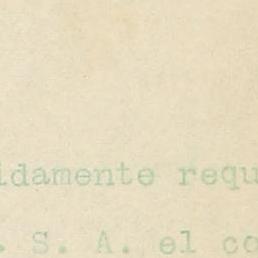 idamente requ
. S. A. el co